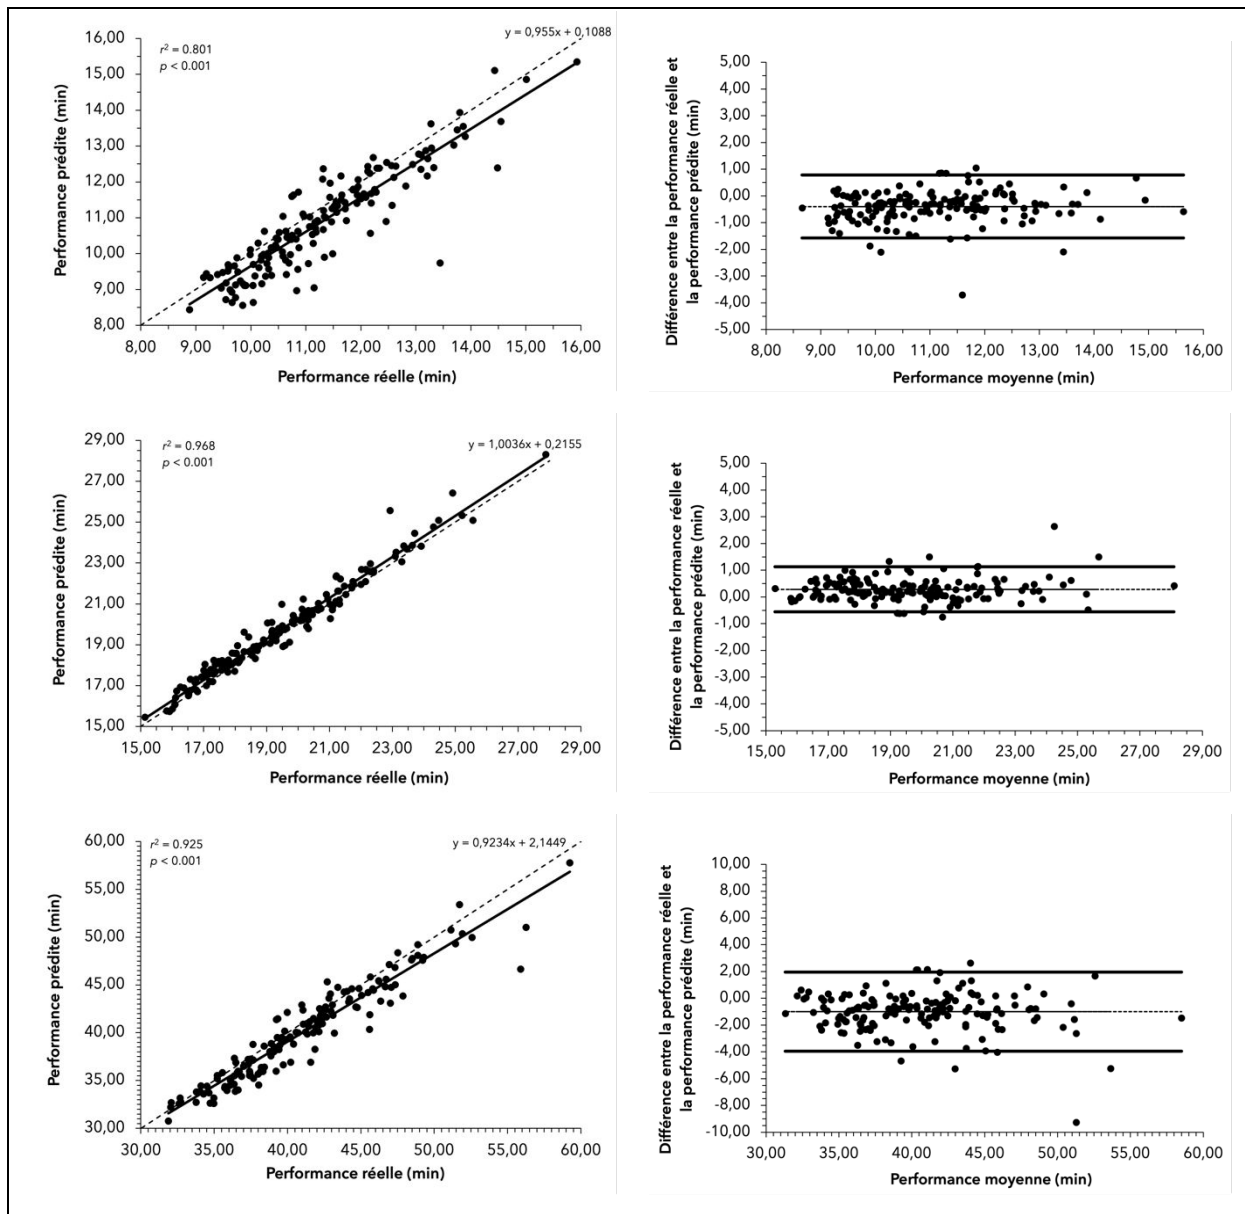 16,00
15,00
14,00
13,00
12,00
11,00
10,00
9,00
8,00
Performance prédite (min)
r² = 0.801
p < 0.001
y = 0,955x + 0,1088
8,00 9,00 10,00 11,00 12,00 13,00 14,00 15,00 16,00
Performance réelle (min)
Différence entre la performance réelle et
la performance prédite (min)
5,00
4,00
3,00
2,00
1,00
0,00
-1,00
-2,00
-3,00
-4,00
-5,00
8,00 9,00 10,00 11,00 12,00 13,00 14,00 15,00 16,00
Performance moyenne (min)
29,00
27,00
25,00
23,00
21,00
19,00
17,00
15,00
Performance prédite (min)
r² = 0.968
p < 0.001
y = 1,0036x + 0,2155
15,00 17,00 19,00 21,00 23,00 25,00 27,00 29,00
Performance réelle (min)
Différence entre la performance réelle et
la performance prédite (min)
5,00
4,00
3,00
2,00
1,00
0,00
-1,00
-2,00
-3,00
-4,00
-5,00
15,00 17,00 19,00 21,00 23,00 25,00 27,00 29,00
Performance moyenne (min)
60,00
55,00
50,00
45,00
40,00
35,00
30,00
Performance prédite (min)
r² = 0.925
p < 0.001
y = 0,9234x + 2,1449
30,00 35,00 40,00 45,00 50,00 55,00 60,00
Performance réelle (min)
Différence entre la performance réelle et
la performance prédite (min)
10,00
8,00
6,00
4,00
2,00
0,00
-2,00
-4,00
-6,00
-8,00
-10,00
30,00 35,00 40,00 45,00 50,00 55,00 60,00
Performance moyenne (min)